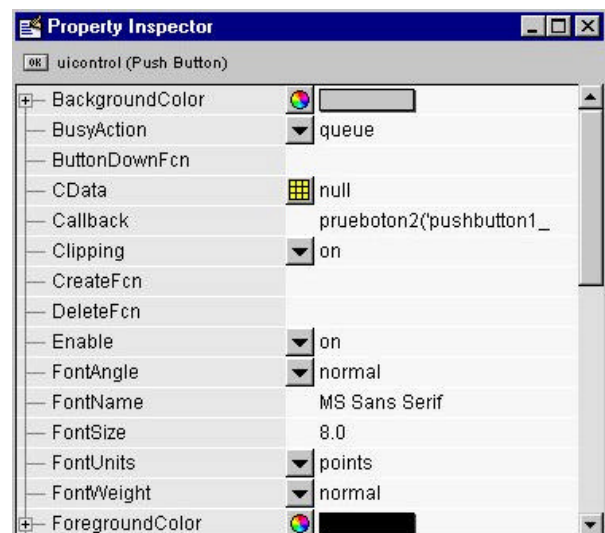 Property Inspector
OK uicontrol (Push Button)
BackgroundColor
BusyAction queue
ButtonDownFcn
CData null
Callback prueboton2('pushbutton1_
Clipping on
CreateFcn
DeleteFcn
Enable on
FontAngle normal
FontName MS Sans Serif
FontSize 8.0
FontUnits points
FontWeight normal
ForegroundColor